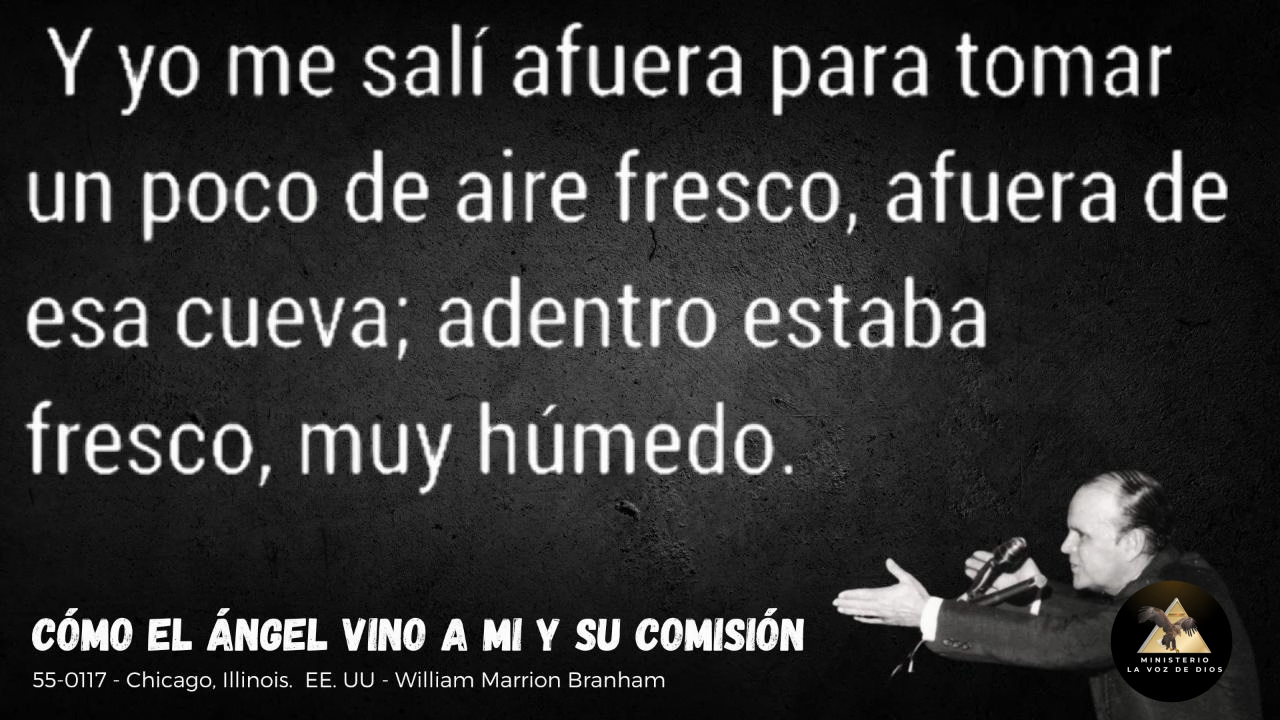 Y yo me salí afuera para tomar
un poco de aire fresco, afuera de
esa cueva; adentro estaba
fresco, muy húmedo.
CÓMO EL ÁNGEL VINO A MI Y SU COMISIÓN
55-0117 - Chicago, Illinois. EE. UU - William Marrion Branham
MINISTERIO
LA VOZ DE DIOS